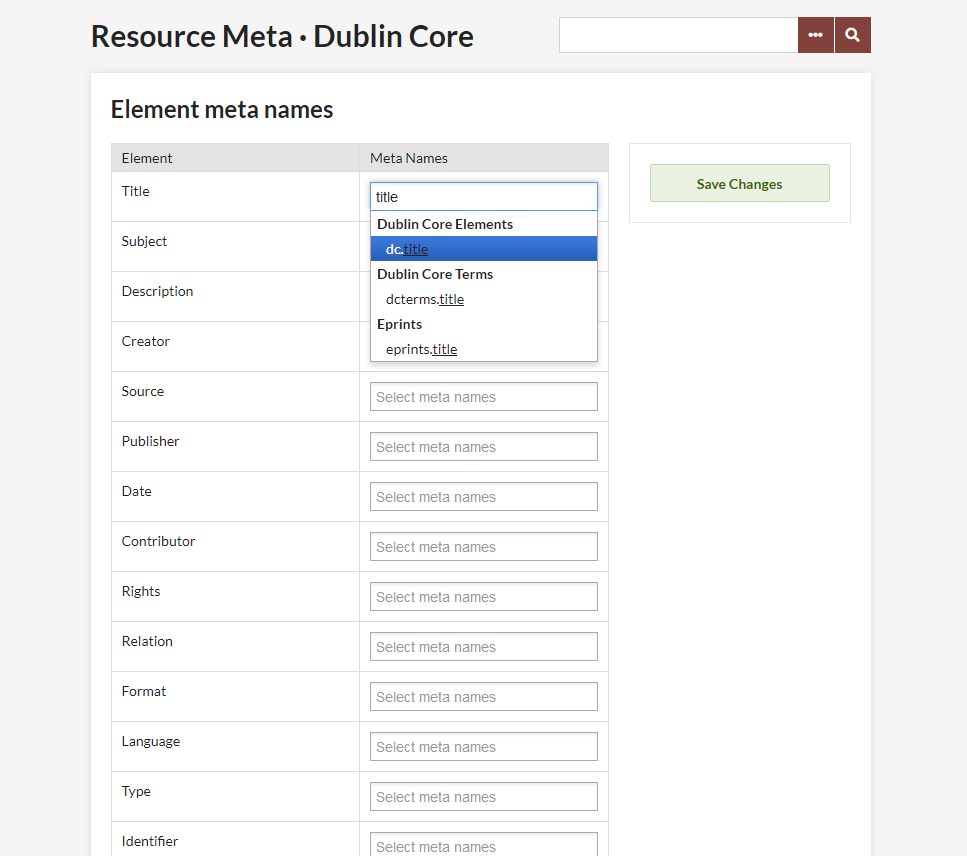 Resource Meta · Dublin Core
Element meta names
Element Meta Names
Save Changes
Title title
Dublin Core Elements
Subject dc.title
Dublin Core Terms
Description dcterms.title
Eprints
Creator eprints.title
Source Select meta names
Publisher Select meta names
Date Select meta names
Contributor Select meta names
Rights Select meta names
Relation Select meta names
Format Select meta names
Language Select meta names
Type Select meta names
Identifier Select meta names